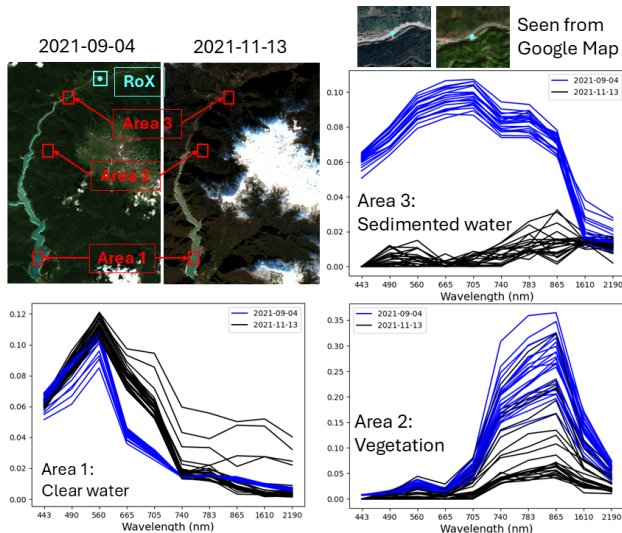 2021-09-04
2021-11-13
RoX
Area 3
Area 2
Area 1
Seen from
Google Map
2021-09-04
2021-11-13
0.10
0.08
0.06
0.04
0.02
0.00
Area 3:
Sedimented water
443 490 560 665 705 740 783 865 1610 2190
Wavelength (nm)
2021-09-04
2021-11-13
0.12
0.10
0.08
0.06
0.04
0.02
0.00
Area 1:
Clear water
443 490 560 665 705 740 783 865 1610 2190
Wavelength (nm)
2021-09-04
2021-11-13
0.35
0.30
0.25
0.20
0.15
0.10
0.05
0.00
Area 2:
Vegetation
443 490 560 665 705 740 783 865 1610 2190
Wavelength (nm)